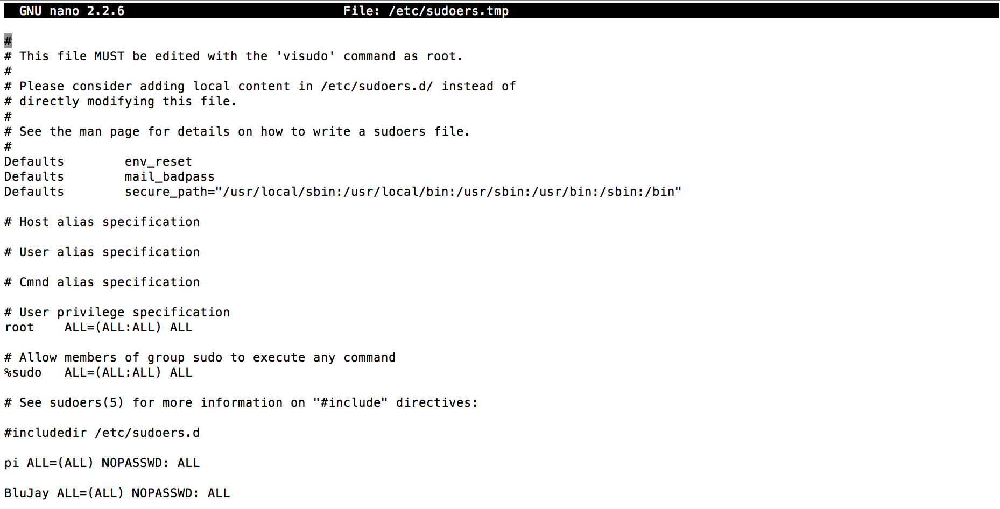 GNU nano 2.2.6 File: /etc/sudoers.tmp
#
# This file MUST be edited with the 'visudo' command as root.
#
# Please consider adding local content in /etc/sudoers.d/ instead of
# directly modifying this file.
#
# See the man page for details on how to write a sudoers file.
#
Defaults        env_reset
Defaults        mail_badpass
Defaults        secure_path="/usr/local/sbin:/usr/local/bin:/usr/sbin:/usr/bin:/sbin:/bin"
# Host alias specification
# User alias specification
# Cmnd alias specification
# User privilege specification
root    ALL=(ALL:ALL) ALL
# Allow members of group sudo to execute any command
%sudo   ALL=(ALL:ALL) ALL
# See sudoers(5) for more information on "#include" directives:
#includedir /etc/sudoers.d
pi ALL=(ALL) NOPASSWD: ALL
BluJay ALL=(ALL) NOPASSWD: ALL